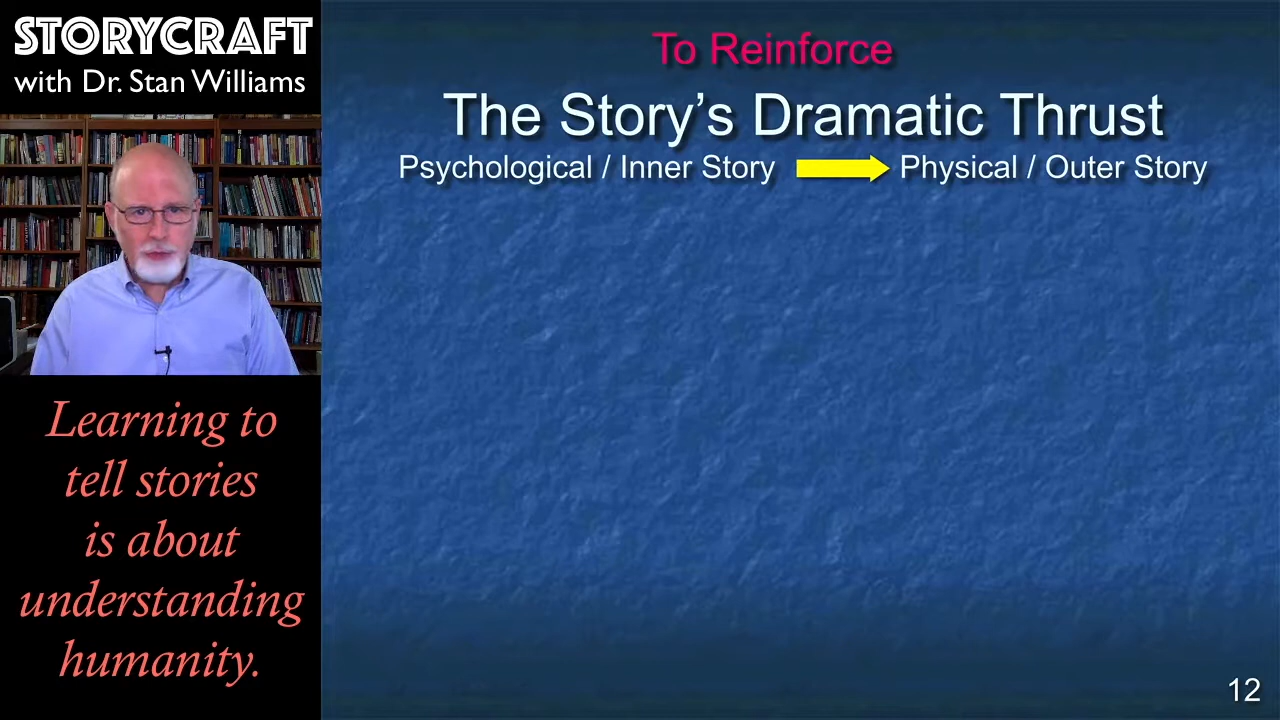 STORYCRAFT
with Dr. Stan Williams
Learning to
tell stories
is about
understanding
humanity.
To Reinforce
The Story’s Dramatic Thrust
Psychological / Inner Story Physical / Outer Story
12